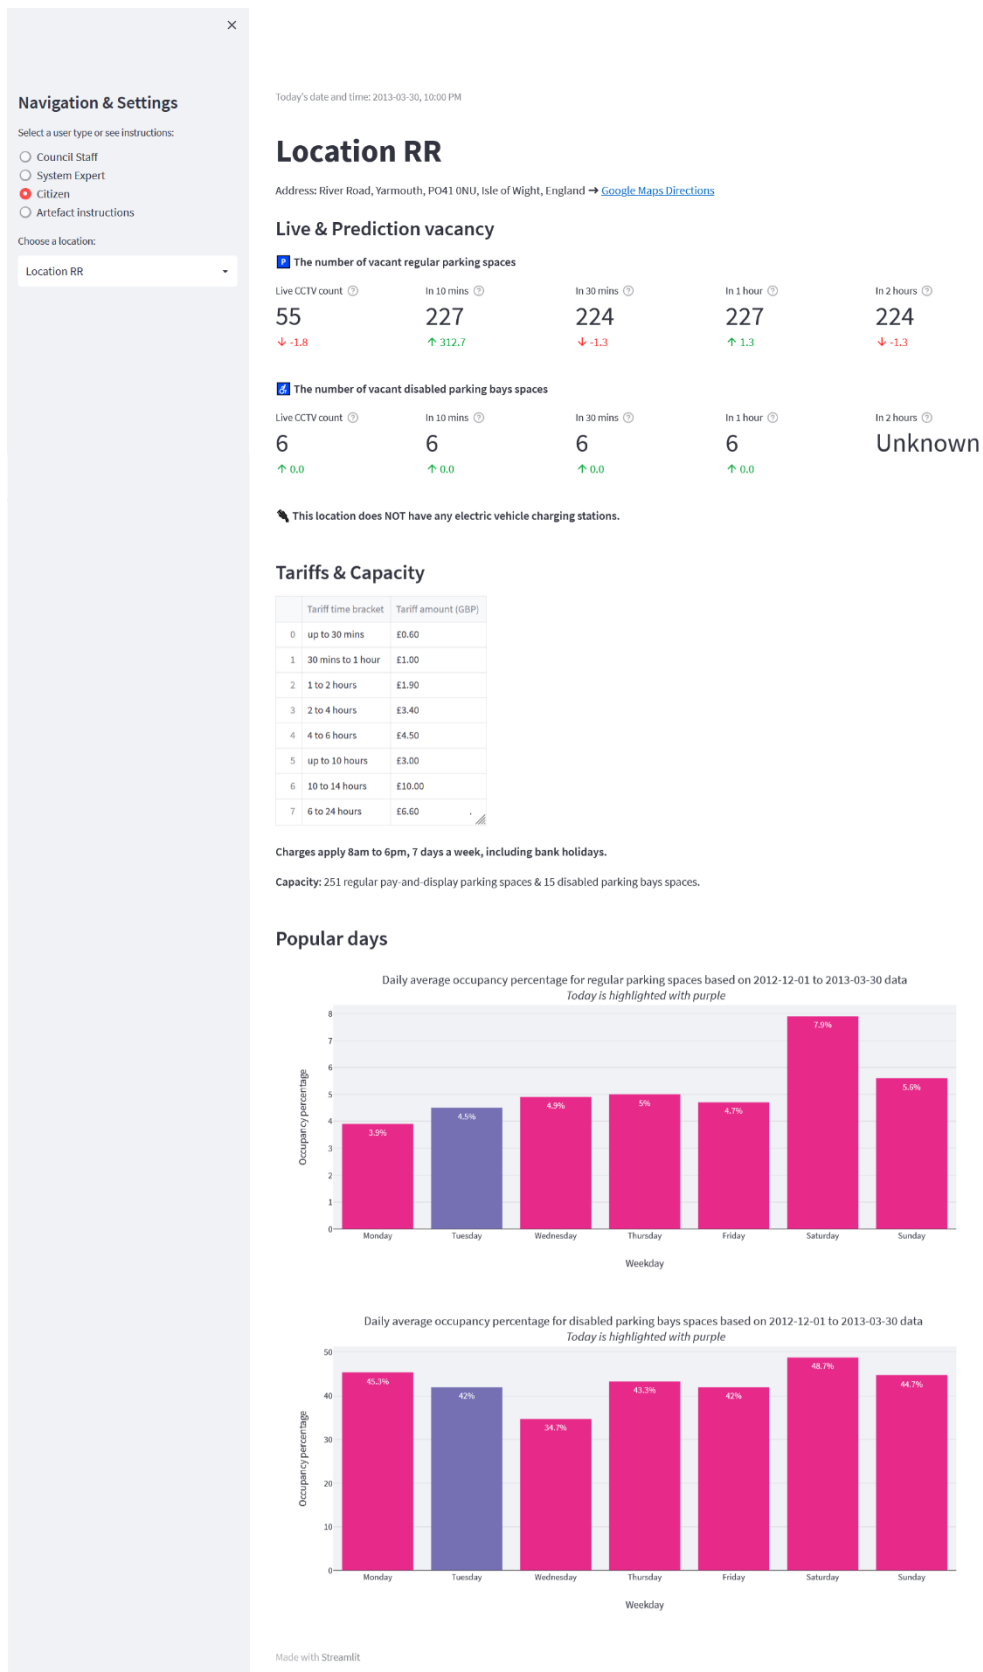 ×
Navigation & Settings
Select a user type or see instructions:
Council Staff
System Expert
Citizen
Artefact instructions
Choose a location:
Location RR
Today's date and time: 2013-03-30, 10:00 PM
Location RR
Address: River Road, Yarmouth, PO41 0NU, Isle of Wight, England → Google Maps Directions
Live & Prediction vacancy
P The number of vacant regular parking spaces
Live CCTV count ? In 10 mins ? In 30 mins ? In 1 hour ? In 2 hours ?
55 227 224 227 224
↓ -1.8 ↑ 312.7 ↓ -1.3 ↑ 1.3 ↓ -1.3
♿ The number of vacant disabled parking bays spaces
Live CCTV count ? In 10 mins ? In 30 mins ? In 1 hour ? In 2 hours ?
6 6 6 6 Unknown
↑ 0.0 ↑ 0.0 ↑ 0.0 ↑ 0.0
This location does NOT have any electric vehicle charging stations.
Tariffs & Capacity
Tariff time bracket Tariff amount (GBP)
0 up to 30 mins £0.60
1 30 mins to 1 hour £1.00
2 1 to 2 hours £1.90
3 2 to 4 hours £3.40
4 4 to 6 hours £4.50
5 up to 10 hours £3.00
6 10 to 14 hours £10.00
7 6 to 24 hours £6.60
Charges apply 8am to 6pm, 7 days a week, including bank holidays.
Capacity: 251 regular pay-and-display parking spaces & 15 disabled parking bays spaces.
Popular days
Daily average occupancy percentage for regular parking spaces based on 2012-12-01 to 2013-03-30 data
Today is highlighted with purple
Occupancy percentage
8
7
6
5
4
3
2
1
0
3.9% 4.5% 4.9% 5% 4.7% 7.9% 5.6%
Monday Tuesday Wednesday Thursday Friday Saturday Sunday
Weekday
Daily average occupancy percentage for disabled parking bays spaces based on 2012-12-01 to 2013-03-30 data
Today is highlighted with purple
Occupancy percentage
50
40
30
20
10
0
45.3% 42% 34.7% 43.3% 42% 48.7% 44.7%
Monday Tuesday Wednesday Thursday Friday Saturday Sunday
Weekday
Made with Streamlit